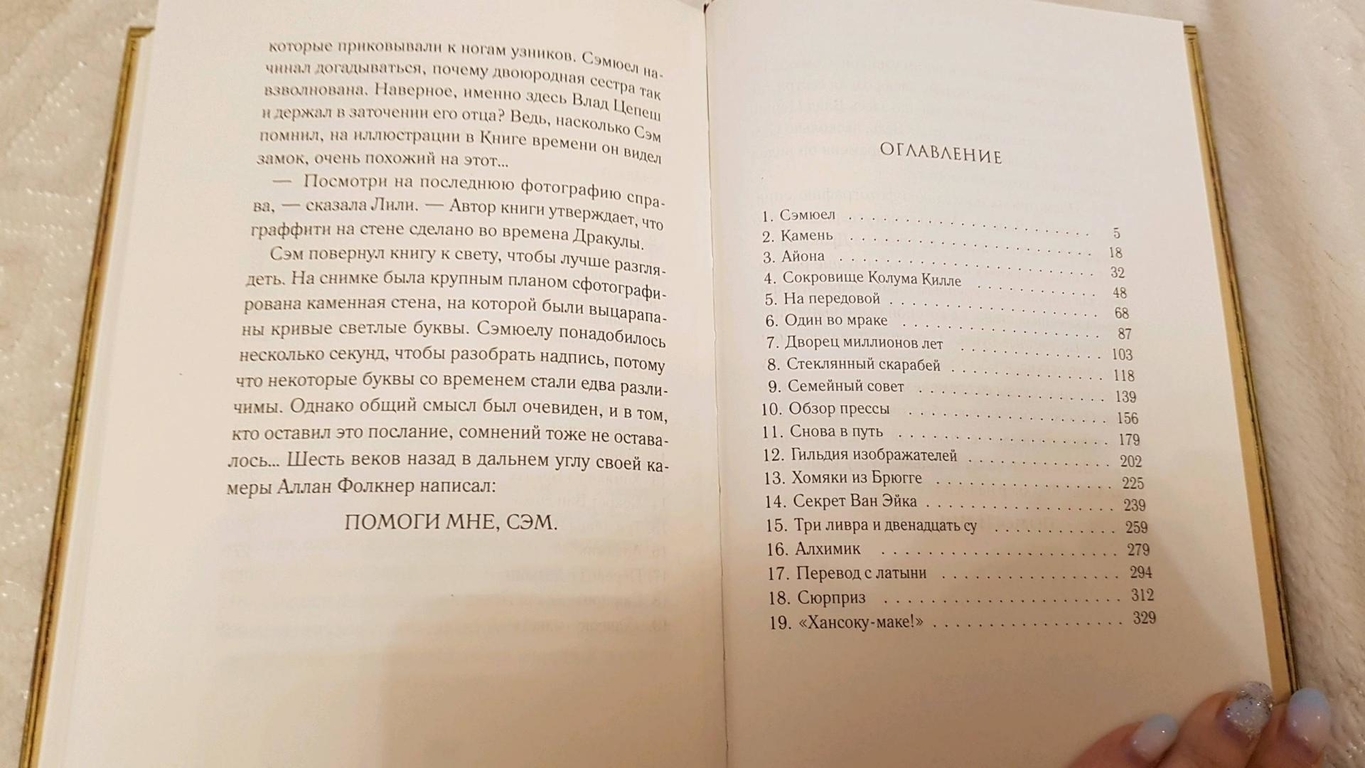 которые приковывали к ногам узников. Сэмюел на-
чинал догадываться, почему двоюродная сестра так
взволнована. Наверное, именно здесь Влад Цепеш
и держал в заточении его отца? Ведь, насколько Сэм
помнил, на иллюстрации в Книге времени он видел
замок, очень похожий на этот...
— Посмотри на последнюю фотографию спра-
ва, — сказала Лили. — Автор книги утверждает, что
граффити на стене сделано во времена Дракулы.
Сэм повернул книгу к свету, чтобы лучше разгля-
деть. На снимке была крупным планом сфотографи-
рована каменная стена, на которой были выцарапа-
ны кривые светлые буквы. Сэмюелу понадобилось
несколько секунд, чтобы разобрать надпись, потому
что некоторые буквы со временем стали едва разли-
чимы. Однако общий смысл был очевиден, и в том,
кто оставил это послание, сомнений тоже не остава-
лось... Шесть веков назад в дальнем углу своей ка-
меры Аллан Фолкнер написал:
ПОМОГИ МНЕ, СЭМ.
ОГЛАВЛЕНИЕ
1. Сэмюел . . . . . . . . . . . . . . . . . . . . 5
2. Камень . . . . . . . . . . . . . . . . . . . . 18
3. Айона . . . . . . . . . . . . . . . . . . . . 32
4. Сокровище Колума Килле . . . . . . . . . . 48
5. На передовой . . . . . . . . . . . . . . . . . 68
6. Один во мраке . . . . . . . . . . . . . . . . 87
7. Дворец миллионов лет . . . . . . . . . . . . 103
8. Стеклянный скарабей . . . . . . . . . . . . 118
9. Семейный совет . . . . . . . . . . . . . . . 139
10. Обзор прессы . . . . . . . . . . . . . . . . 156
11. Снова в путь . . . . . . . . . . . . . . . . 179
12. Гильдия изображателей . . . . . . . . . . . 202
13. Хомяки из Брюгге . . . . . . . . . . . . . . 225
14. Секрет Ван Эйка . . . . . . . . . . . . . . 239
15. Три ливра и двенадцать су . . . . . . . . . 259
16. Алхимик . . . . . . . . . . . . . . . . . . 279
17. Перевод с латыни . . . . . . . . . . . . . . 294
18. Сюрприз . . . . . . . . . . . . . . . . . . 312
19. «Хансоку-маке!» . . . . . . . . . . . . . . 329